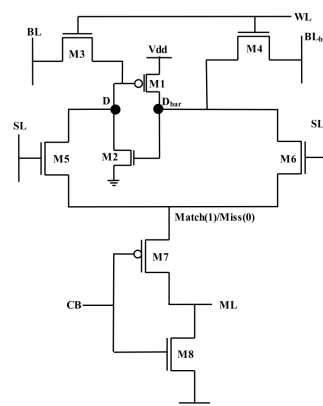 WL
BL
M3
M4
BLb
Vdd
M1
D
Dbar
SL
M5
M2
M6
SL
Match(1)/Miss(0)
M7
CB
ML
M8